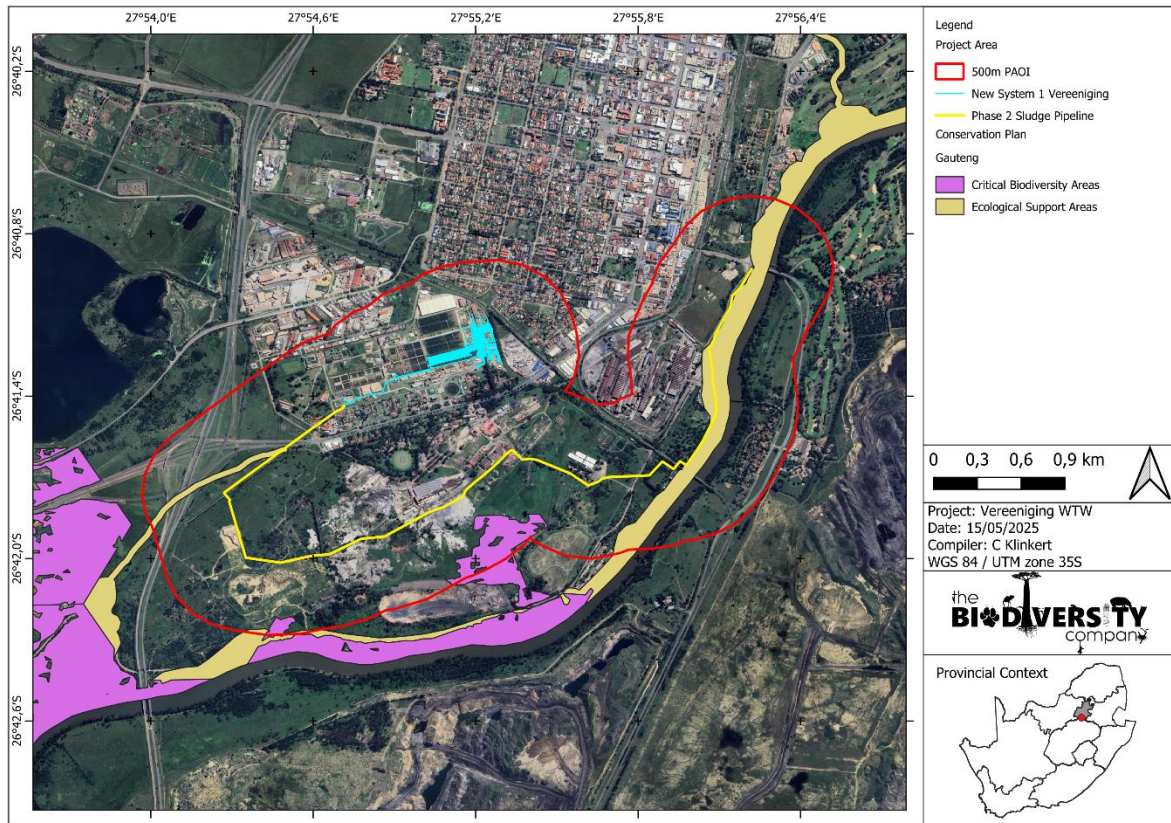 27°54,0'E 27°54,6'E 27°55,2'E 27°55,8'E 27°56,4'E
26°40,2'S
26°40,8'S
26°41,4'S
26°42,0'S
26°42,6'S
Legend
Project Area
500m PAOI
New System 1 Vereeniging
Phase 2 Sludge Pipeline
Conservation Plan
Gauteng
Critical Biodiversity Areas
Ecological Support Areas
0 0,3 0,6 0,9 km
Project: Vereeniging WTW
Date: 15/05/2025
Compiler: C Klinkert
WGS 84 / UTM zone 35S
the
BIODIVERSITY
company
Provincial Context